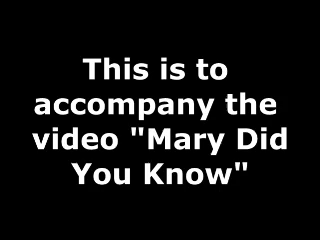 This is to
accompany the
video "Mary Did
You Know"